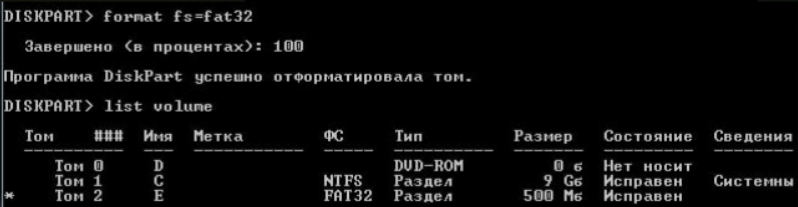 DISKPART> format fs=fat32
Завершено (в процентах): 100
Программа DiskPart успешно отформатировала том.
DISKPART> list volume
Том ### Имя Метка ФС Тип Размер Состояние Сведения
---------- --- ----------- ----- ---------- ------- --------- --------
Том 0 D DVD-ROM 0 б Нет носит
Том 1 C NTFS Раздел 9 Gб Исправен Системны
* Том 2 E FAT32 Раздел 500 Mб Исправен